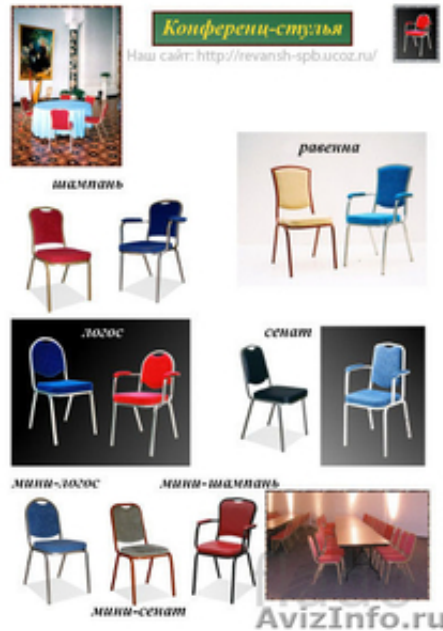 Конференц-стулья
Наш сайт: http://revansh-spb.ucoz.ru/
равенна
шампань
логос
сенат
мини-логос
мини-шампань
мини-сенат
AvizInfo.ru